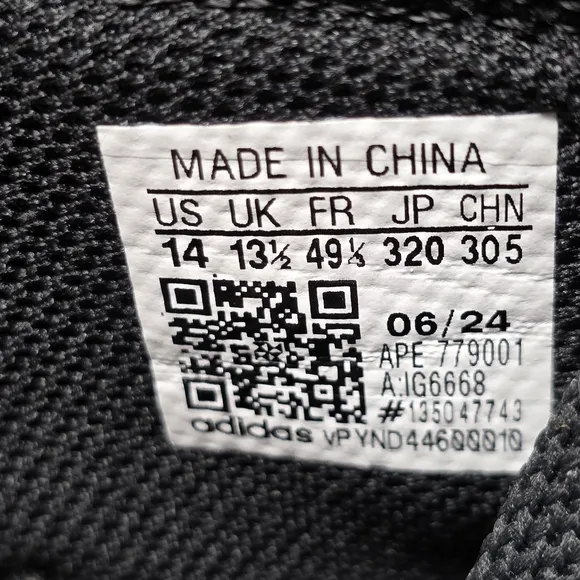 MADE IN CHINA
US UK FR JP CHN
14 13½ 49⅓ 320 305
06/24
APE 779001
A:IG6668
#135047743
adidas VPYND44600010